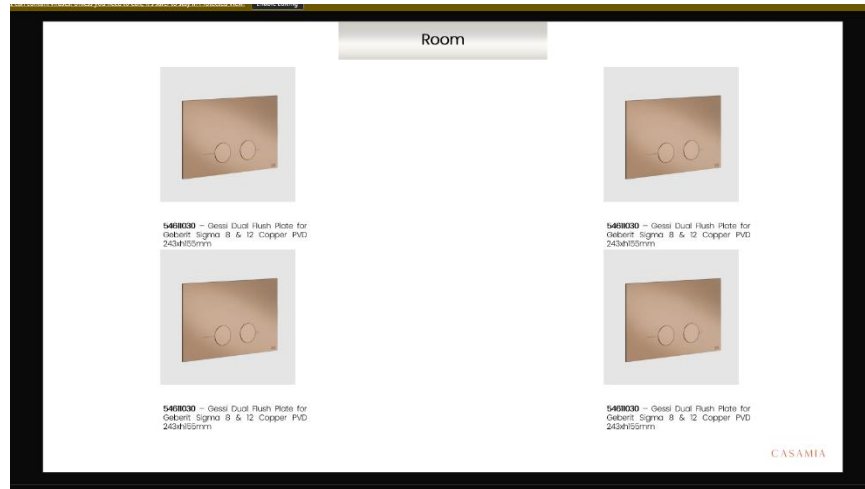 Enable Editing
Room
54611030 – Gessi Dual Flush Plate for
Geberit Sigma 8 & 12 Copper PVD
243xh155mm
54611030 – Gessi Dual Flush Plate for
Geberit Sigma 8 & 12 Copper PVD
243xh155mm
54611030 – Gessi Dual Flush Plate for
Geberit Sigma 8 & 12 Copper PVD
243xh155mm
54611030 – Gessi Dual Flush Plate for
Geberit Sigma 8 & 12 Copper PVD
243xh155mm
CASAMIA